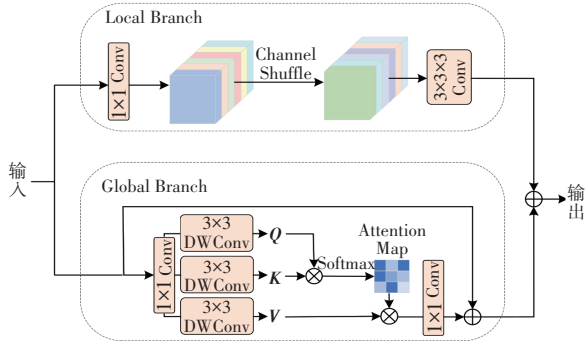 Local Branch
1×1 Conv
Channel
Shuffle
3×3×3
Conv
输入
输出
Global Branch
1×1 Conv
3×3
DWConv
Q
3×3
DWConv
K
3×3
DWConv
V
Softmax
Attention
Map
1×1 Conv